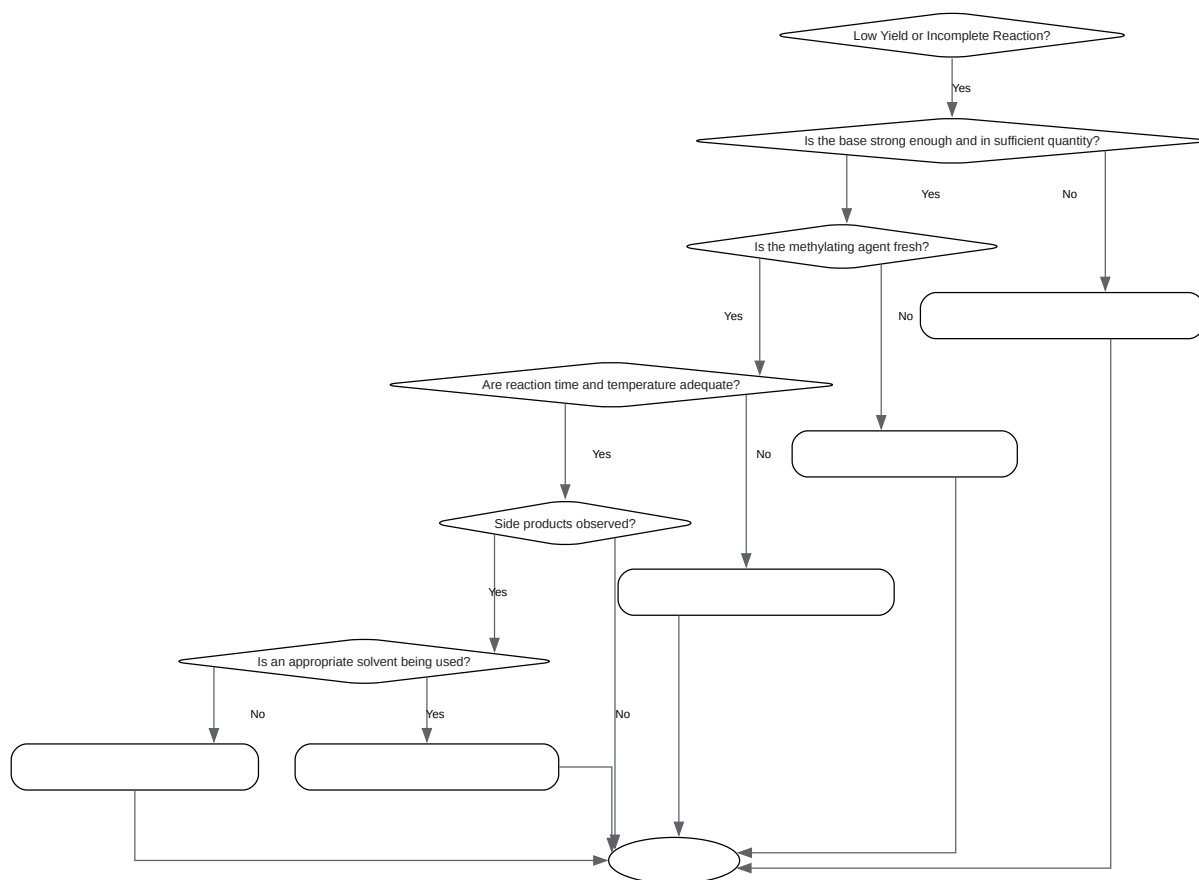 Low Yield or Incomplete Reaction?
Yes
Is the base strong enough and in sufficient quantity?
Yes
No
Is the methylating agent fresh?
Yes
No
Are reaction time and temperature adequate?
Yes
No
Side products observed?
Yes
Is an appropriate solvent being used?
No
Yes
No